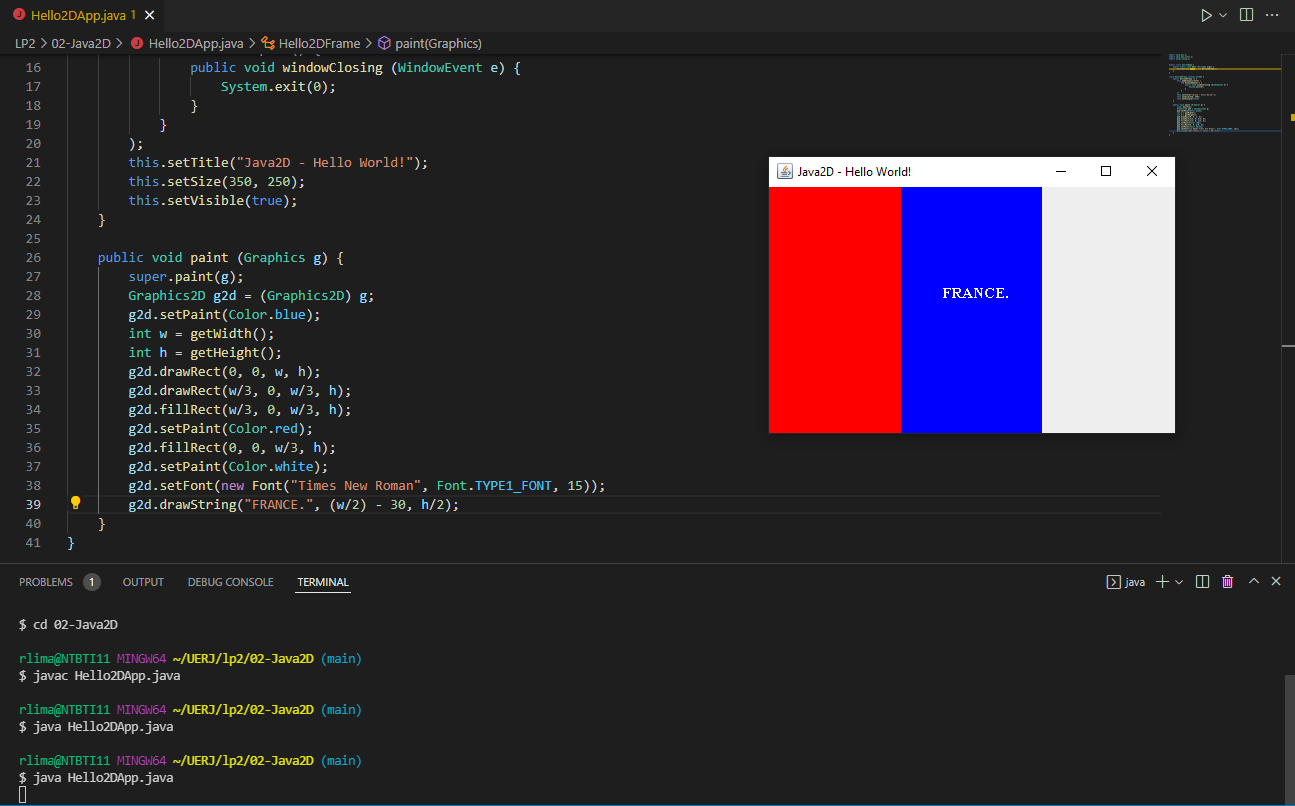 Hello2DApp.java 1
LP2 > 02-Java2D > Hello2DApp.java > Hello2DFrame > paint(Graphics)
16 public void windowClosing (WindowEvent e) {
17 System.exit(0);
18 }
19 }
20 );
21 this.setTitle("Java2D - Hello World!");
22 this.setSize(350, 250);
23 this.setVisible(true);
24 }
25
26 public void paint (Graphics g) {
27 super.paint(g);
28 Graphics2D g2d = (Graphics2D) g;
29 g2d.setPaint(Color.blue);
30 int w = getWidth();
31 int h = getHeight();
32 g2d.drawRect(0, 0, w, h);
33 g2d.drawRect(w/3, 0, w/3, h);
34 g2d.fillRect(w/3, 0, w/3, h);
35 g2d.setPaint(Color.red);
36 g2d.fillRect(0, 0, w/3, h);
37 g2d.setPaint(Color.white);
38 g2d.setFont(new Font("Times New Roman", Font.TYPE1_FONT, 15));
39 g2d.drawString("FRANCE.", (w/2) - 30, h/2);
40 }
41 }
Java2D - Hello World!
FRANCE.
PROBLEMS 1 OUTPUT DEBUG CONSOLE TERMINAL java
$ cd 02-Java2D
rlima@NTBTI11 MINGW64 ~/UERJ/lp2/02-Java2D (main)
$ javac Hello2DApp.java
rlima@NTBTI11 MINGW64 ~/UERJ/lp2/02-Java2D (main)
$ java Hello2DApp.java
rlima@NTBTI11 MINGW64 ~/UERJ/lp2/02-Java2D (main)
$ java Hello2DApp.java